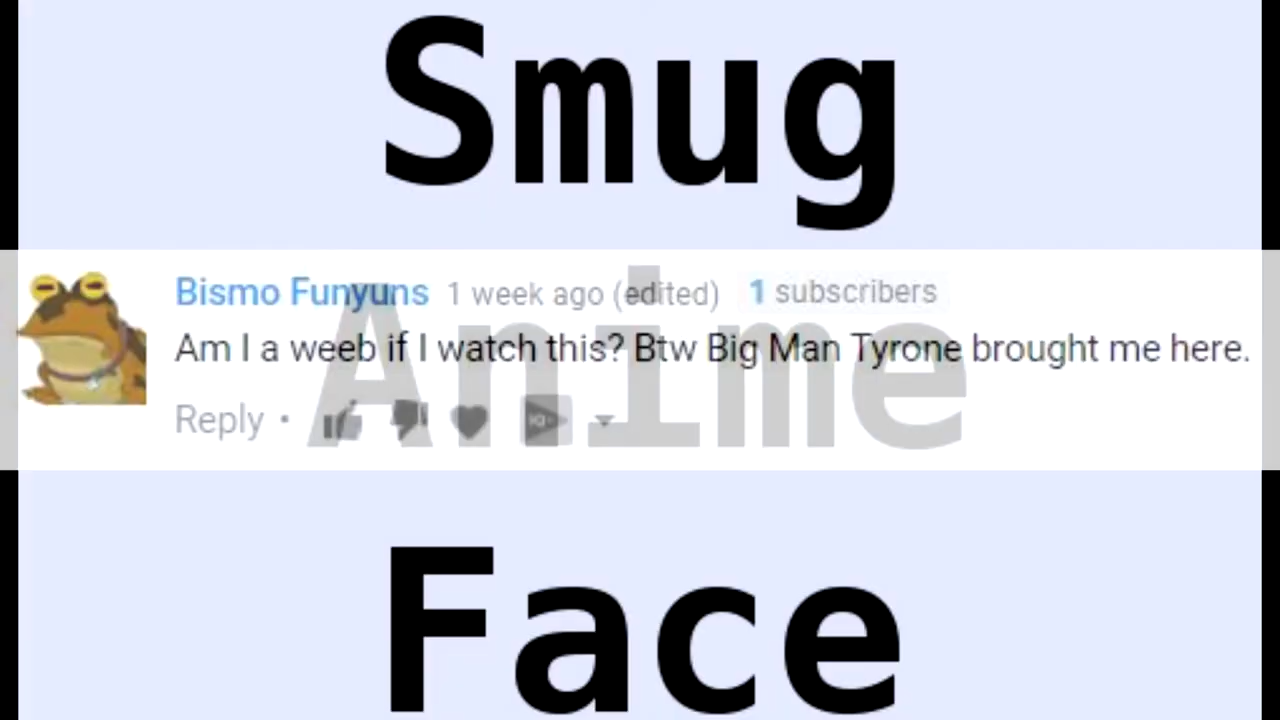 Smug
Bismo Funyuns 1 week ago (edited) 1 subscribers
Anime
Am I a weeb if I watch this? Btw Big Man Tyrone brought me here.
Reply •
Face